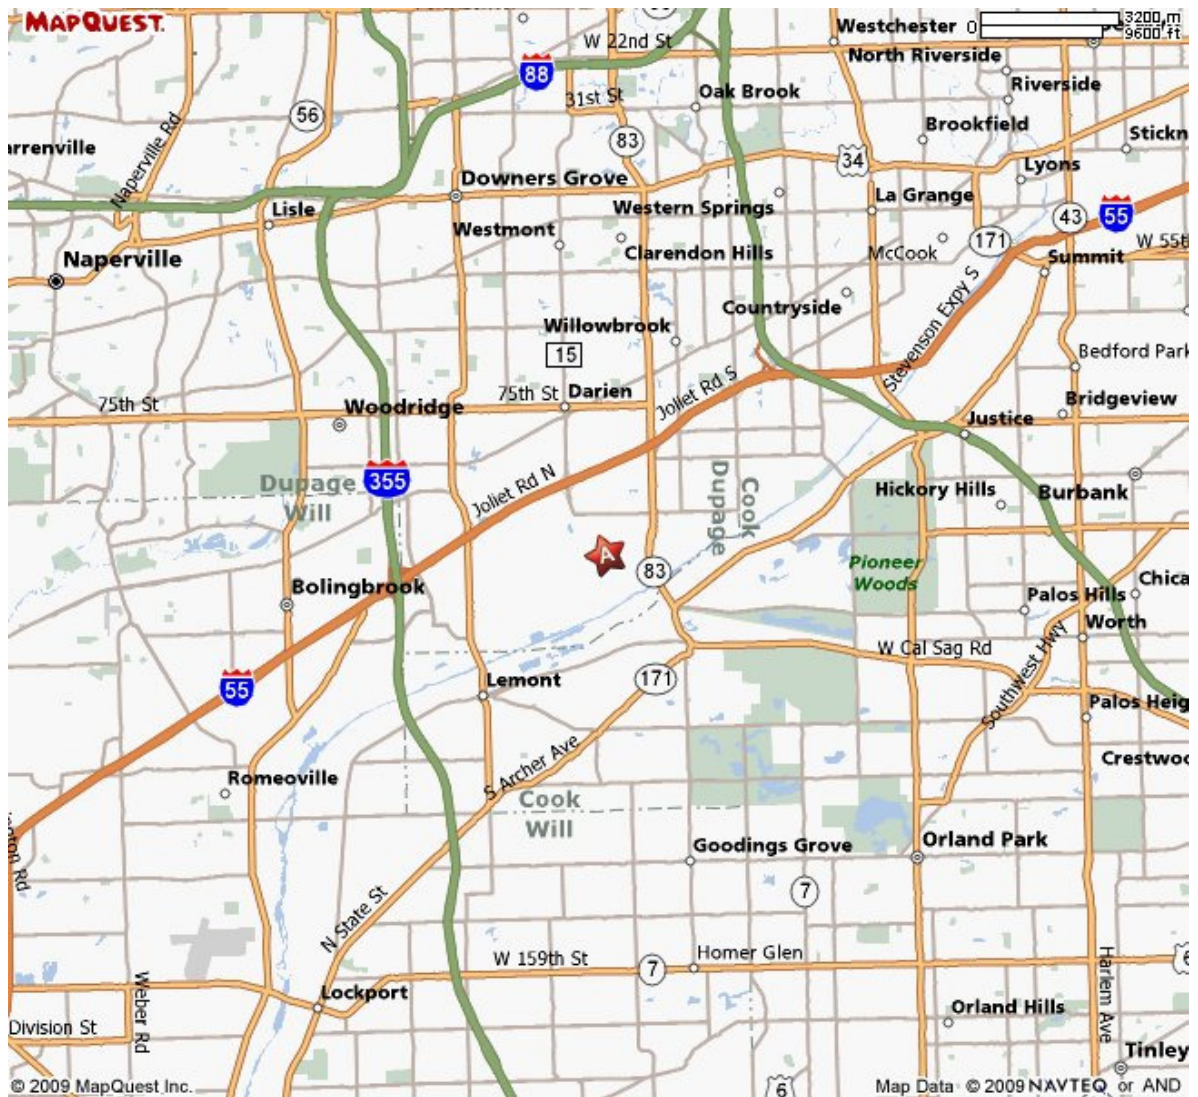 MAPQUEST.
0
3200 m
9600 ft
Westchester
W 22nd St
North Riverside
88
Riverside
31st St
Oak Brook
56
Brookfield
83
Stickn
arrenville
Naperville Rd
34
Lyons
Downers Grove
La Grange
Western Springs
Lisle
43
55
Westmont
171
W 55th
Clarendon Hills
McCook
Naperville
Summit
Countryside
Stevenson Expy S
Willowbrook
15
Bedford Park
Joliet Rd S
75th St
75th St
Darien
Woodridge
Bridgeview
Justice
355
Dupage
Will
Joliet Rd N
Dupage
Cook
Hickory Hills
Burbank
A
83
Pioneer
Woods
Bolingbrook
Chica
Palos Hills
Worth
W Cal Sag Rd
Southwest Hwy
55
Lemont
171
Palos Heig
S Archer Ave
Crestwoo
Romeoville
Cook
Will
Orland Park
Goodings Grove
7
N State St
Homer Glen
W 159th St
7
6
Weber Rd
Lockport
Harlem Ave
Orland Hills
Division St
Tinley
6
© 2009 MapQuest Inc.
Map Data © 2009 NAVTEQ or AND